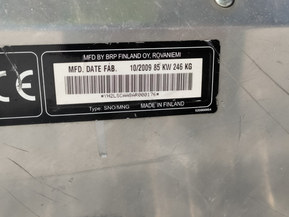 MFD BY BRP FINLAND OY, ROVANIEMI
CE
MFD. DATE FAB. 10/2009 85 KW 246 KG
Type: SNO/MNG MADE IN FINLAND